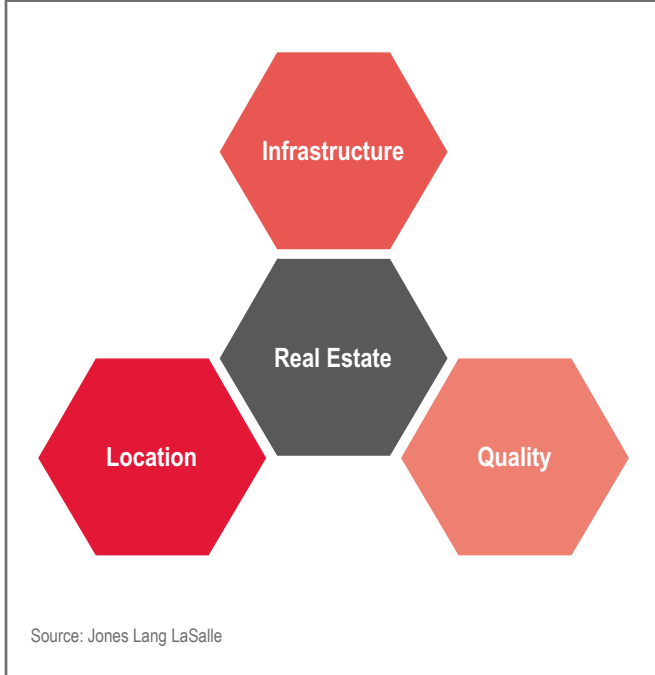 Infrastructure
Real Estate
Location
Quality
Source: Jones Lang LaSalle